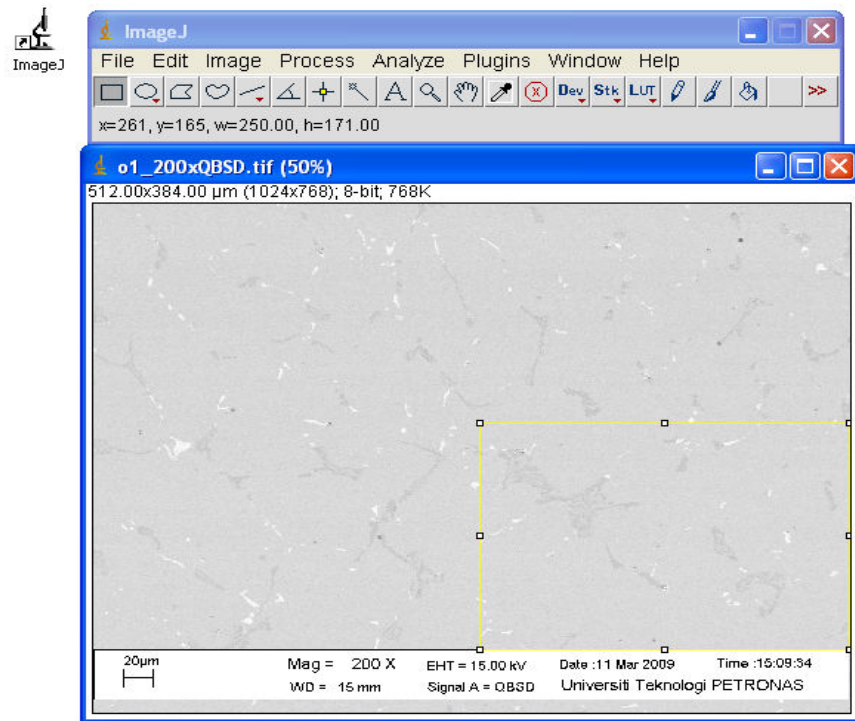 ImageJ
ImageJ
File Edit Image Process Analyze Plugins Window Help
A Dev Stk LUT >>
x=261, y=165, w=250.00, h=171.00
o1_200xQBSD.tif (50%)
512.00x384.00 µm (1024x768); 8-bit; 768K
20µm Mag = 200 X EHT = 15.00 kV Date :11 Mar 2009 Time :15:09:34
WD = 15 mm Signal A = QBSD Universiti Teknologi PETRONAS